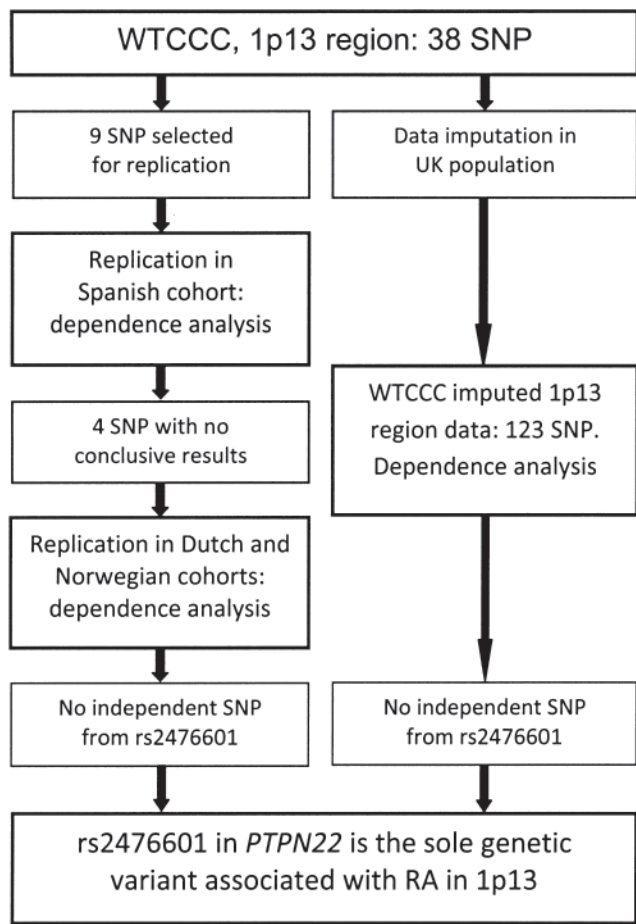 WTCCC, 1p13 region: 38 SNP
9 SNP selected
for replication
Data imputation in
UK population
Replication in
Spanish cohort:
dependence analysis
WTCCC imputed 1p13
region data: 123 SNP.
Dependence analysis
4 SNP with no
conclusive results
Replication in Dutch and
Norwegian cohorts:
dependence analysis
No independent SNP
from rs2476601
No independent SNP
from rs2476601
rs2476601 in PTPN22 is the sole genetic
variant associated with RA in 1p13